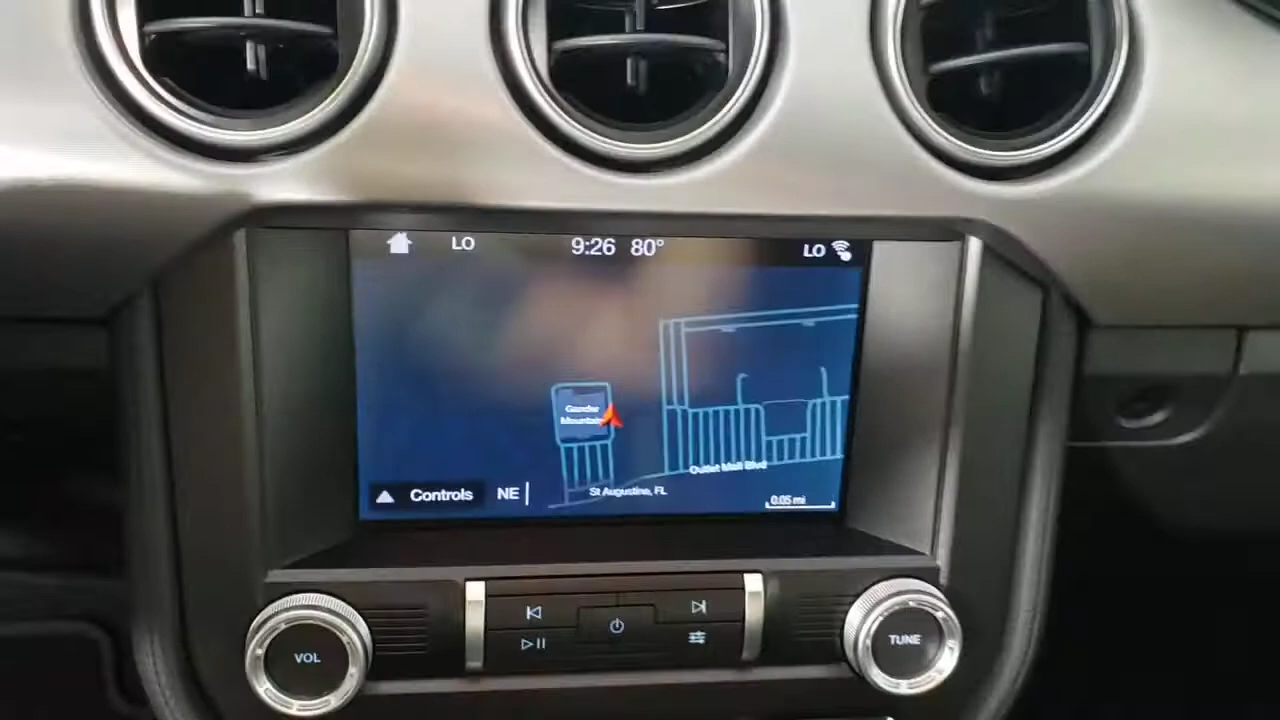 LO 9:26 80° LO
Gander
Mountain
Outlet Mall Blvd
Controls NE St Augustine, FL 0.05 mi
VOL
TUNE